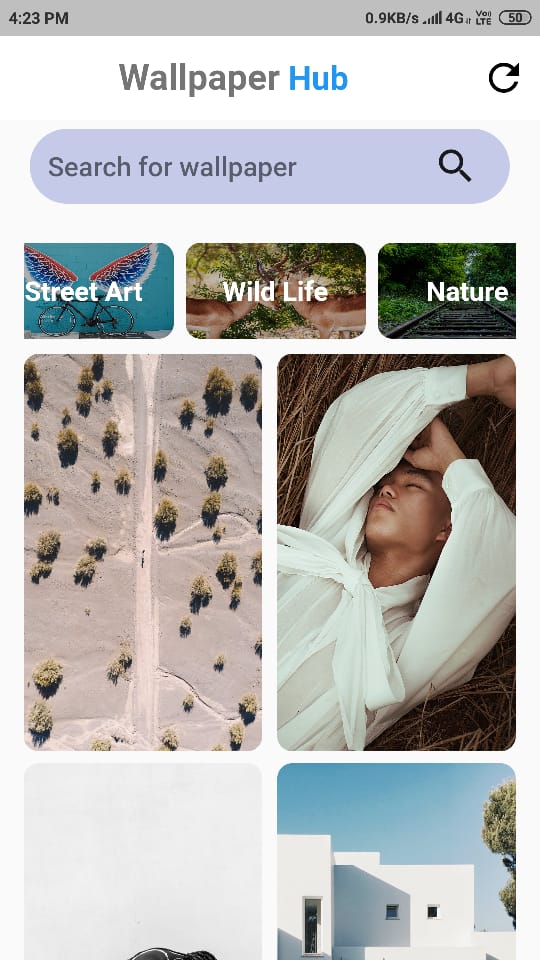 4:23 PM
0.9KB/s 4G Vo) LTE 50
Wallpaper Hub
Search for wallpaper
Street Art
Wild Life
Nature